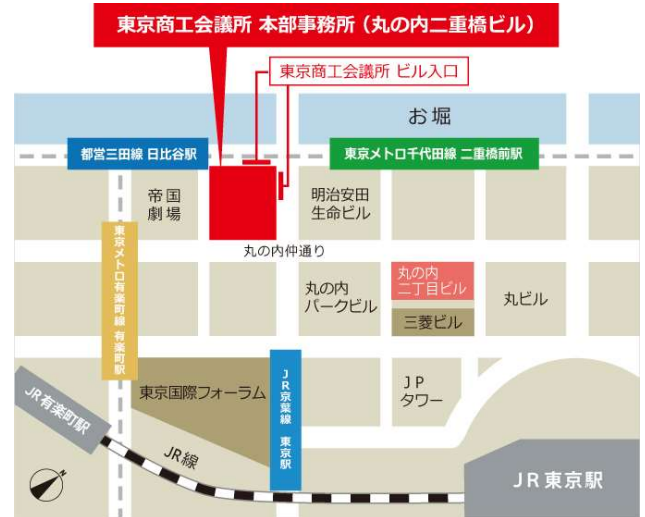 東京商工会議所 本部事務所（丸の内二重橋ビル）
東京商工会議所 ビル入口
お堀
都営三田線 日比谷駅
東京メトロ千代田線 二重橋前駅
帝国
劇場
明治安田
生命ビル
丸の内仲通り
東京メトロ有楽町線 有楽町駅
丸の内
パークビル
丸の内
二丁目ビル
三菱ビル
丸ビル
東京国際フォーラム
JR京葉線 東京駅
JP
タワー
JR有楽町駅
JR線
JR東京駅
N